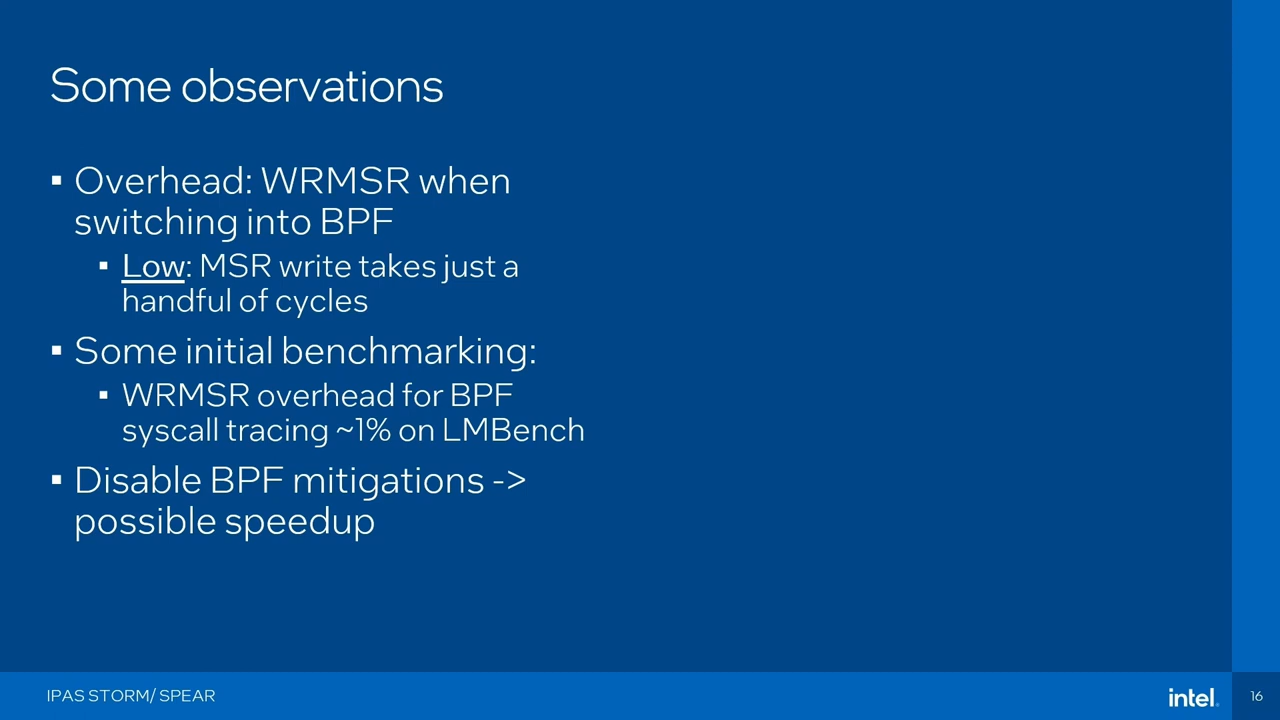 Some observations
▪ Overhead: WRMSR when
switching into BPF
▪ Low: MSR write takes just a
handful of cycles
▪ Some initial benchmarking:
▪ WRMSR overhead for BPF
syscall tracing ~1% on LMBench
▪ Disable BPF mitigations ->
possible speedup
IPAS STORM/ SPEAR
intel.
16